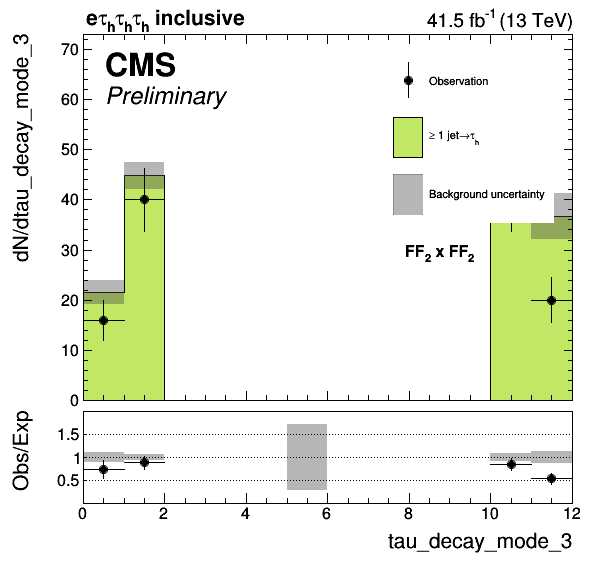 eτhτhτh inclusive
41.5 fb-1 (13 TeV)
dN/dtau_decay_mode_3
70
60
50
40
30
20
10
0
CMS
Preliminary
Observation
≥ 1 jet→τh
Background uncertainty
FF2 x FF2
Obs/Exp
1.5
1
0.5
0 2 4 6 8 10 12
tau_decay_mode_3